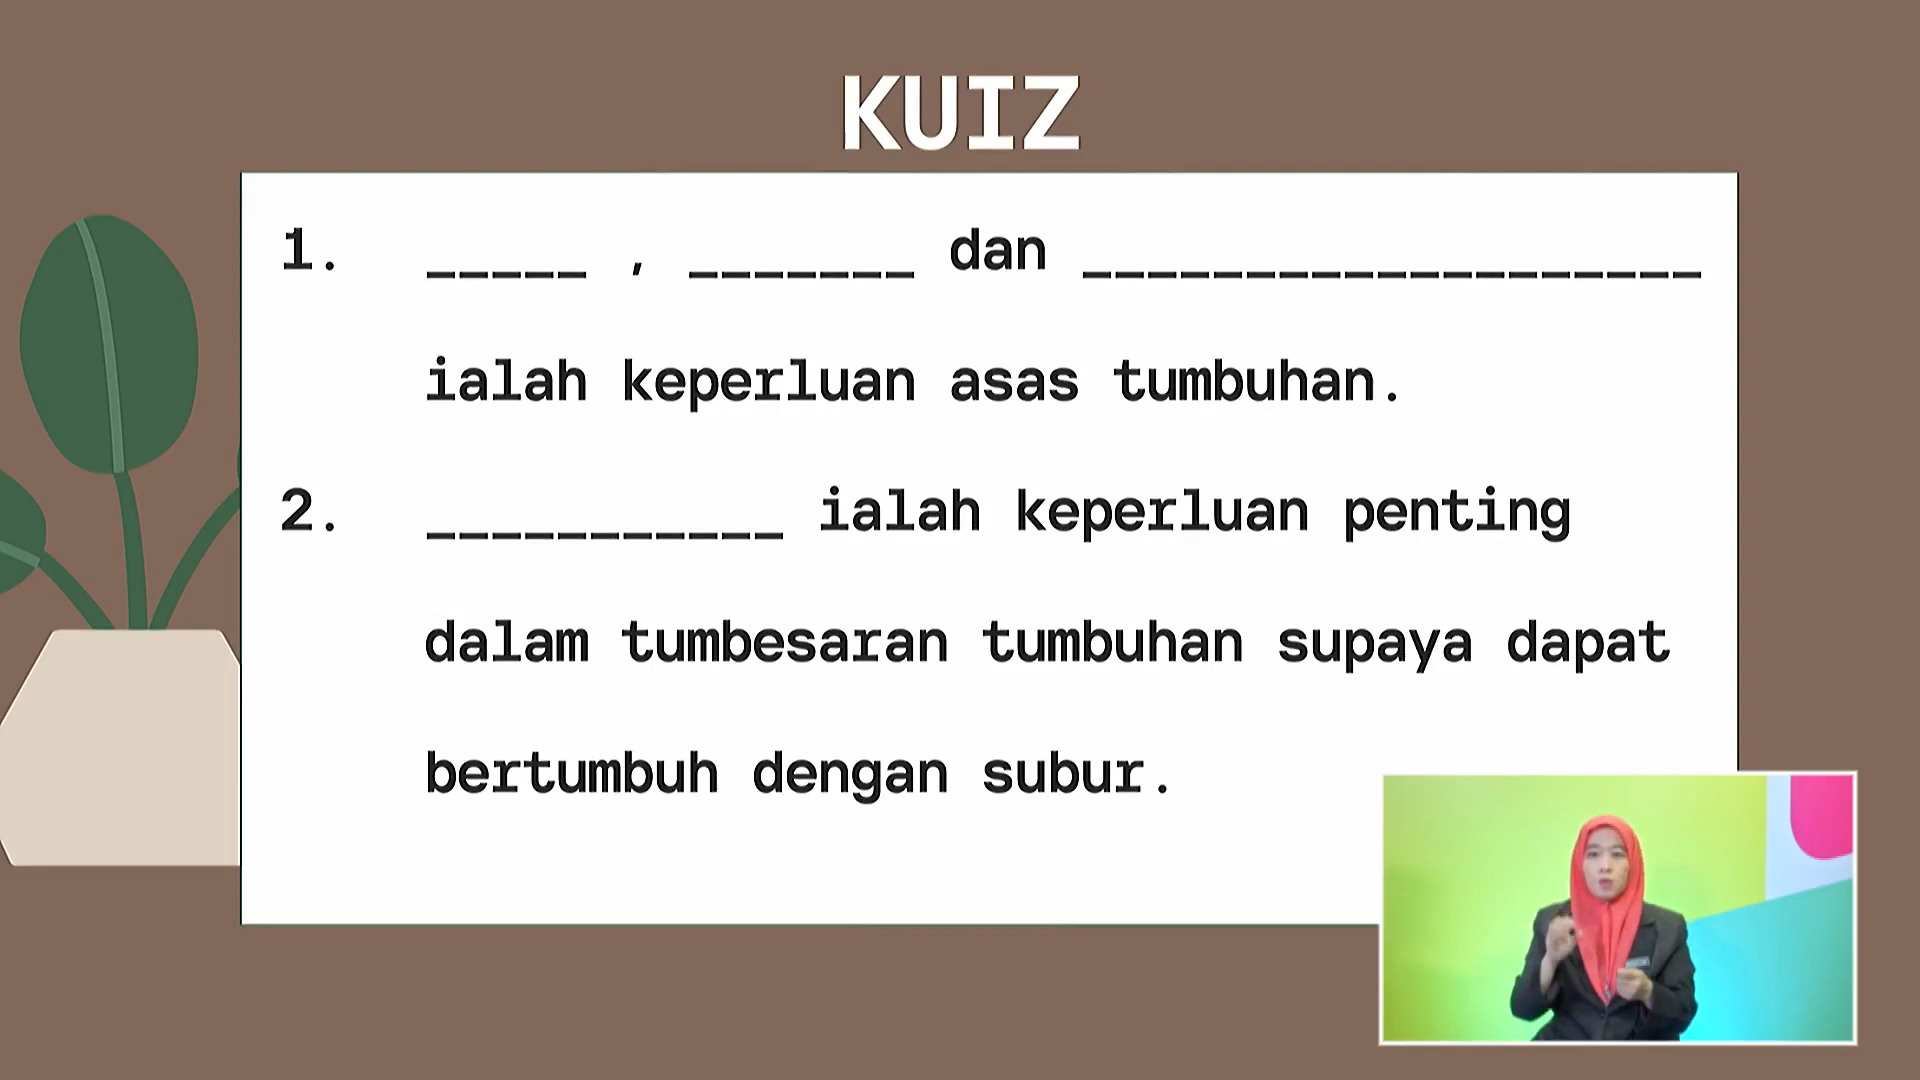 KUIZ
1. _____ , _______ dan ___________________
ialah keperluan asas tumbuhan.
2. ___________ ialah keperluan penting
dalam tumbesaran tumbuhan supaya dapat
bertumbuh dengan subur.